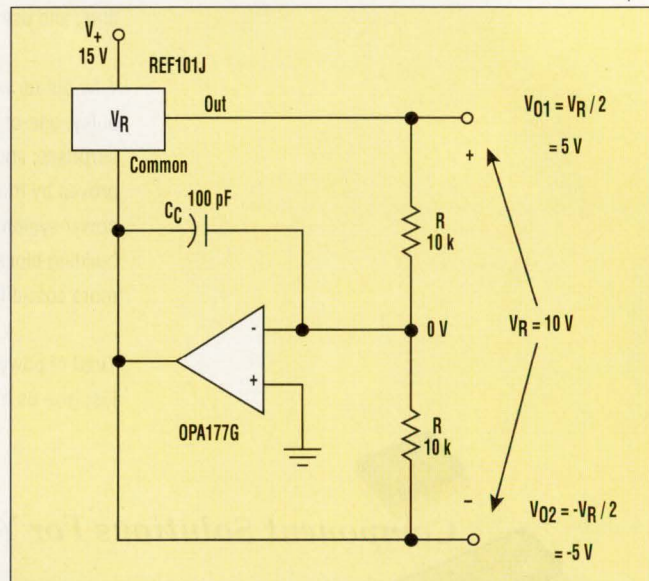 V+
15 V
REF101J
VR
Out
Common
VO1 = VR / 2
= 5 V
+
CC
100 pF
R
10 k
0 V
VR = 10 V
-
+
OPA177G
R
10 k
–
VO2 = -VR / 2
= -5 V